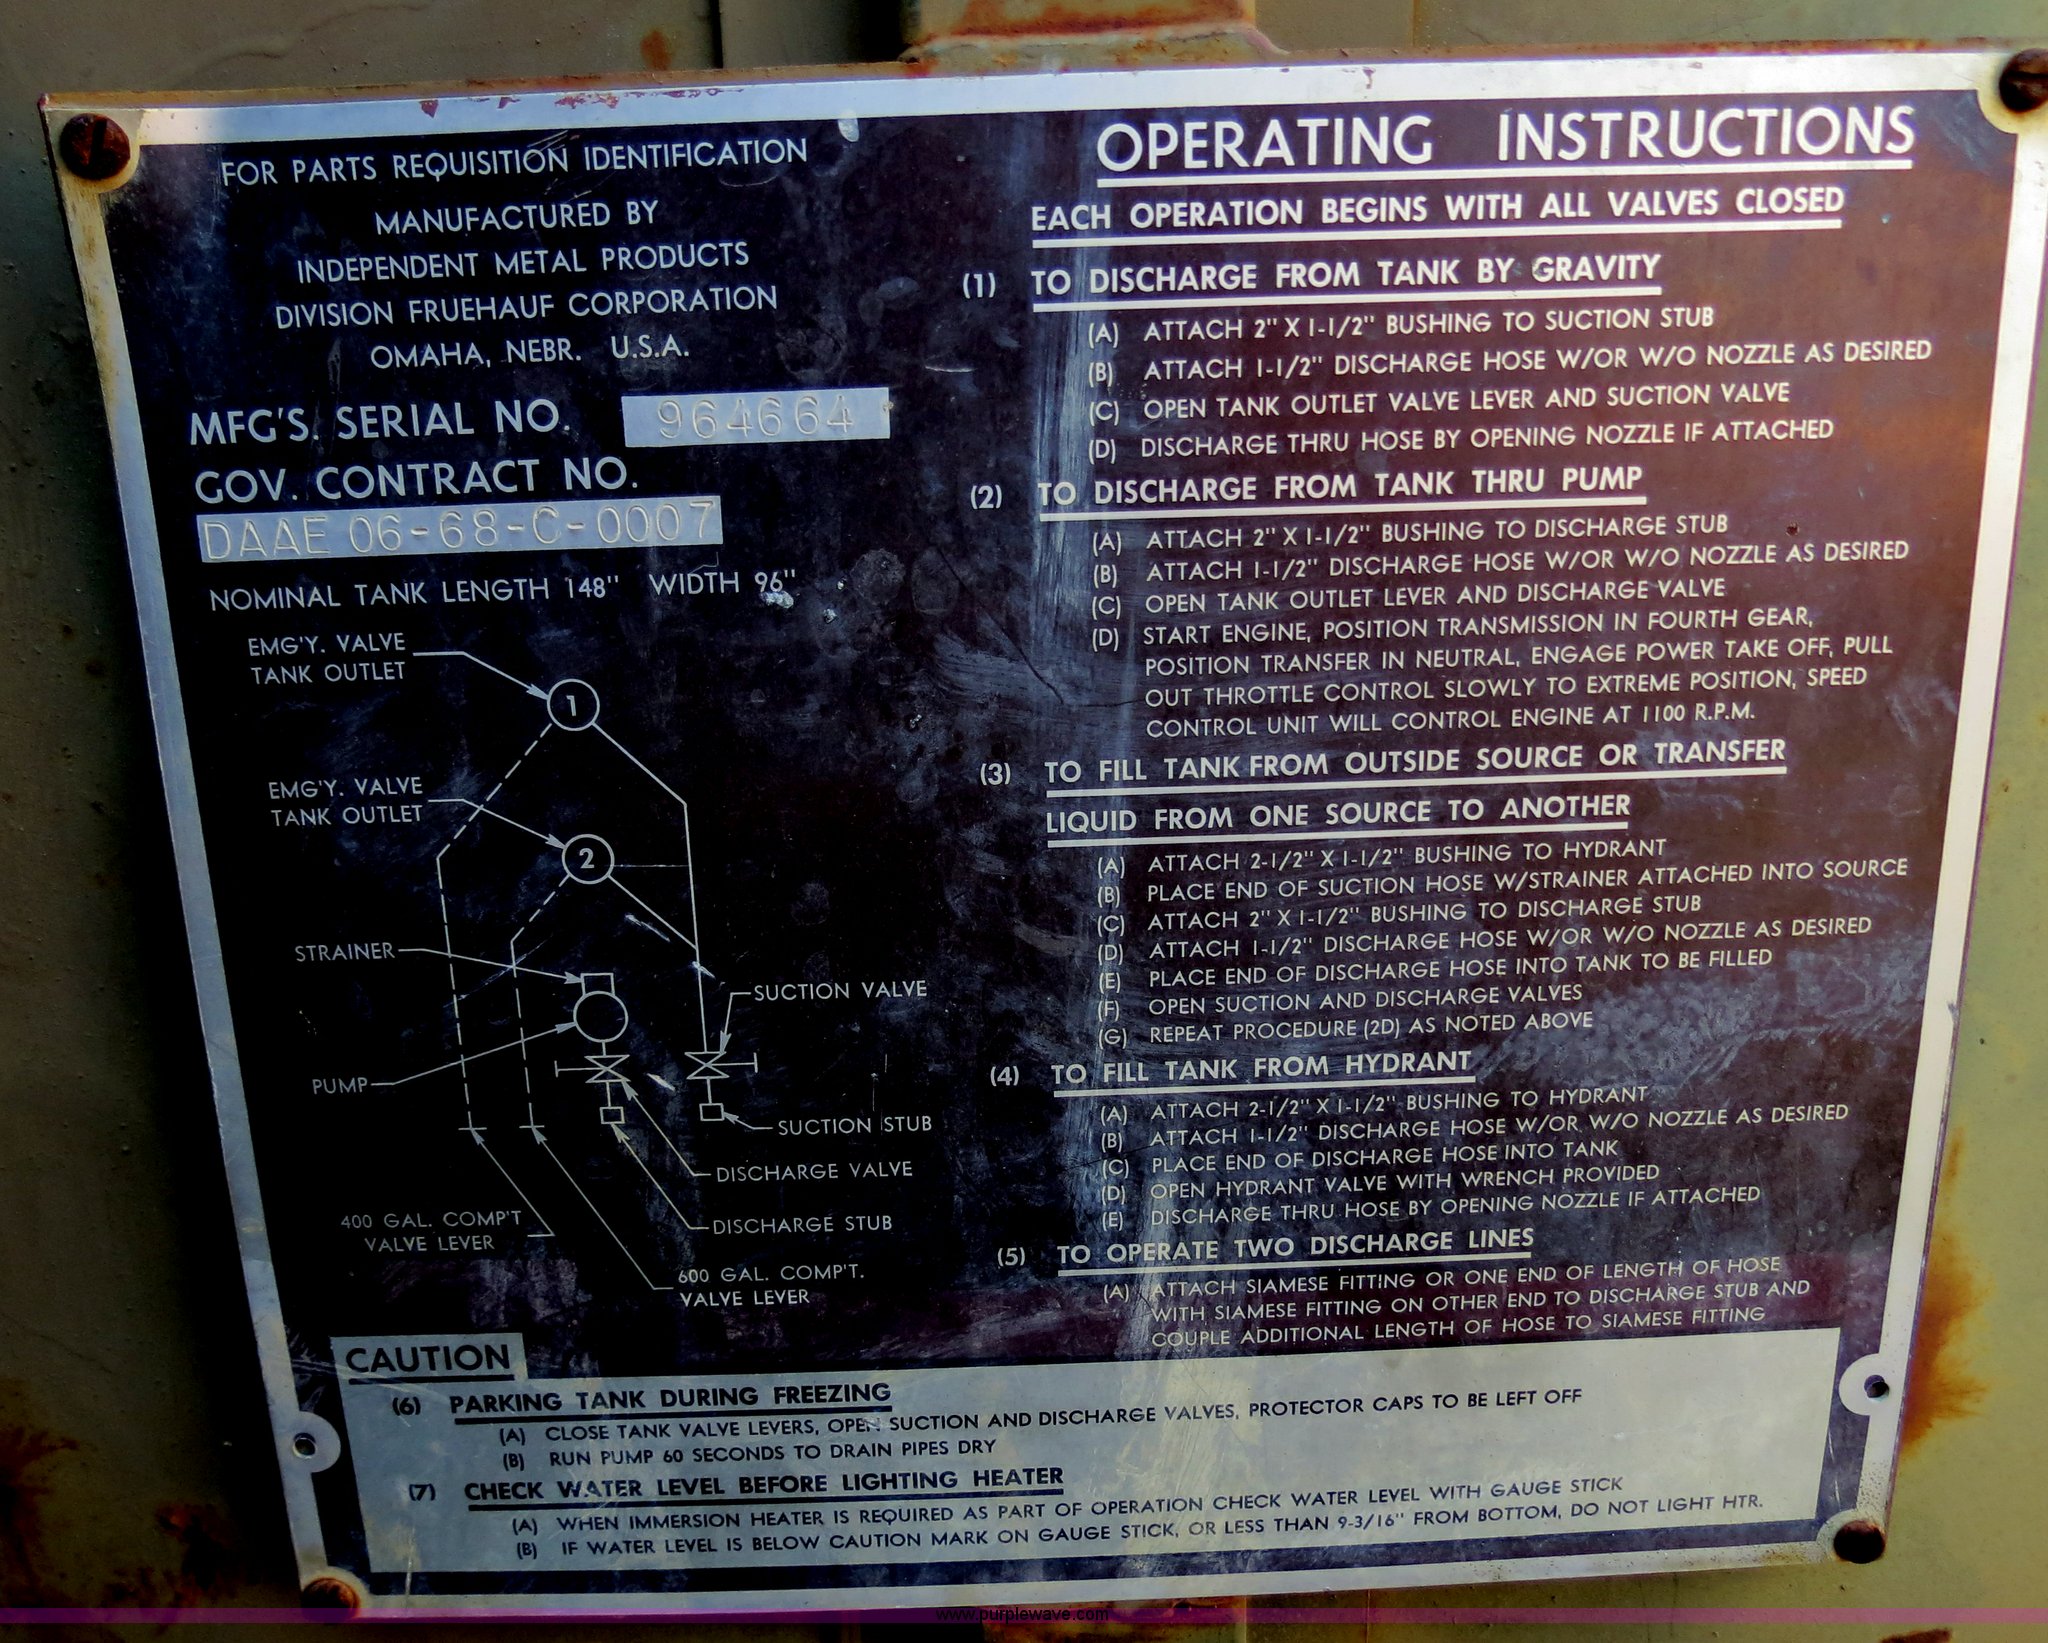 FOR PARTS REQUISITION IDENTIFICATION
MANUFACTURED BY
INDEPENDENT METAL PRODUCTS
DIVISION FRUEHAUF CORPORATION
OMAHA, NEBR. U.S.A.
MFG'S. SERIAL NO. 964664
GOV. CONTRACT NO.
DAAE 06-68-C-0007
NOMINAL TANK LENGTH 148" WIDTH 96"
EMG'Y. VALVE
TANK OUTLET
1
EMG'Y. VALVE
TANK OUTLET
2
STRAINER
SUCTION VALVE
PUMP
SUCTION STUB
DISCHARGE VALVE
400 GAL. COMP'T
VALVE LEVER
DISCHARGE STUB
600 GAL. COMP'T.
VALVE LEVER
OPERATING INSTRUCTIONS
EACH OPERATION BEGINS WITH ALL VALVES CLOSED
(1) TO DISCHARGE FROM TANK BY GRAVITY
(A) ATTACH 2" X 1-1/2" BUSHING TO SUCTION STUB
(B) ATTACH 1-1/2" DISCHARGE HOSE W/OR W/O NOZZLE AS DESIRED
(C) OPEN TANK OUTLET VALVE LEVER AND SUCTION VALVE
(D) DISCHARGE THRU HOSE BY OPENING NOZZLE IF ATTACHED
(2) TO DISCHARGE FROM TANK THRU PUMP
(A) ATTACH 2" X 1-1/2" BUSHING TO DISCHARGE STUB
(B) ATTACH 1-1/2" DISCHARGE HOSE W/OR W/O NOZZLE AS DESIRED
(C) OPEN TANK OUTLET LEVER AND DISCHARGE VALVE
(D) START ENGINE, POSITION TRANSMISSION IN FOURTH GEAR,
POSITION TRANSFER IN NEUTRAL, ENGAGE POWER TAKE OFF, PULL
OUT THROTTLE CONTROL SLOWLY TO EXTREME POSITION, SPEED
CONTROL UNIT WILL CONTROL ENGINE AT 1100 R.P.M.
(3) TO FILL TANK FROM OUTSIDE SOURCE OR TRANSFER
LIQUID FROM ONE SOURCE TO ANOTHER
(A) ATTACH 2-1/2" X 1-1/2" BUSHING TO HYDRANT
(B) PLACE END OF SUCTION HOSE W/STRAINER ATTACHED INTO SOURCE
(C) ATTACH 2" X 1-1/2" BUSHING TO DISCHARGE STUB
(D) ATTACH 1-1/2" DISCHARGE HOSE W/OR W/O NOZZLE AS DESIRED
(E) PLACE END OF DISCHARGE HOSE INTO TANK TO BE FILLED
(F) OPEN SUCTION AND DISCHARGE VALVES
(G) REPEAT PROCEDURE (2D) AS NOTED ABOVE
(4) TO FILL TANK FROM HYDRANT
(A) ATTACH 2-1/2" X 1-1/2" BUSHING TO HYDRANT
(B) ATTACH 1-1/2" DISCHARGE HOSE W/OR W/O NOZZLE AS DESIRED
(C) PLACE END OF DISCHARGE HOSE INTO TANK
(D) OPEN HYDRANT VALVE WITH WRENCH PROVIDED
(E) DISCHARGE THRU HOSE BY OPENING NOZZLE IF ATTACHED
(5) TO OPERATE TWO DISCHARGE LINES
(A) ATTACH SIAMESE FITTING OR ONE END OF LENGTH OF HOSE
WITH SIAMESE FITTING ON OTHER END TO DISCHARGE STUB AND
COUPLE ADDITIONAL LENGTH OF HOSE TO SIAMESE FITTING
CAUTION
(6) PARKING TANK DURING FREEZING
(A) CLOSE TANK VALVE LEVERS, OPEN SUCTION AND DISCHARGE VALVES, PROTECTOR CAPS TO BE LEFT OFF
(B) RUN PUMP 60 SECONDS TO DRAIN PIPES DRY
(7) CHECK WATER LEVEL BEFORE LIGHTING HEATER
(A) WHEN IMMERSION HEATER IS REQUIRED AS PART OF OPERATION CHECK WATER LEVEL WITH GAUGE STICK
(B) IF WATER LEVEL IS BELOW CAUTION MARK ON GAUGE STICK, OR LESS THAN 9-3/16" FROM BOTTOM, DO NOT LIGHT HTR.
www.purplewave.com